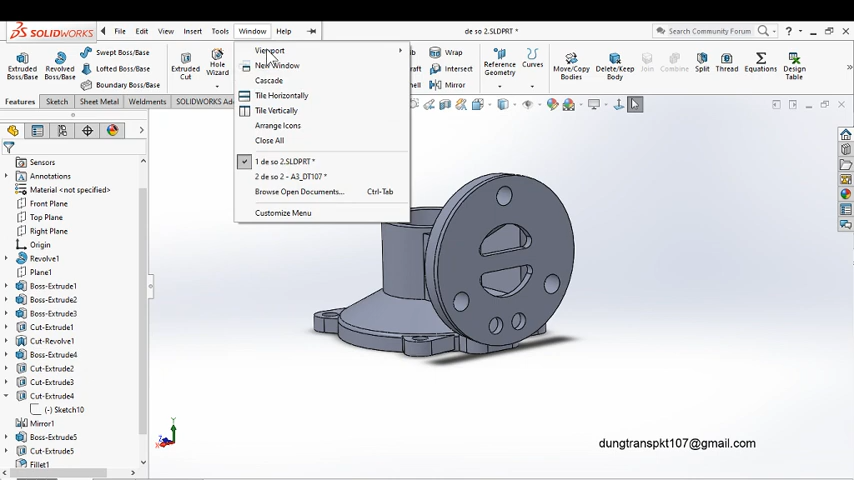 SOLIDWORKS File Edit View Insert Tools Window Help de so 2.SLDPRT * Search Community Forum
Extruded Boss/Base
Revolved Boss/Base
Swept Boss/Base
Lofted Boss/Base
Boundary Boss/Base
Extruded Cut
Hole Wizard
Wrap
Intersect
Mirror
Reference Geometry
Curves
Move/Copy Bodies
Delete/Keep Body
Join
Combine
Split
Thread
Equations
Design Table
Features Sketch Sheet Metal Weldments SOLIDWORKS Ad
Viewport
New Window
Cascade
Tile Horizontally
Tile Vertically
Arrange Icons
Close All
1 de so 2.SLDPRT *
2 de so 2 - A3_DT107 *
Browse Open Documents... Ctrl-Tab
Customize Menu
Sensors
Annotations
Material <not specified>
Front Plane
Top Plane
Right Plane
Origin
Revolve1
Plane1
Boss-Extrude1
Boss-Extrude2
Boss-Extrude3
Cut-Extrude1
Cut-Revolve1
Boss-Extrude4
Cut-Extrude2
Cut-Extrude3
Cut-Extrude4
(-) Sketch10
Mirror1
Boss-Extrude5
Cut-Extrude5
Fillet1
Y
X
dungtranspkt107@gmail.com